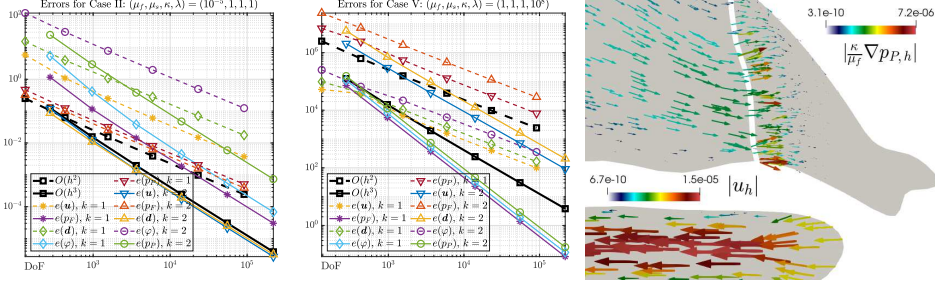 Errors for Case II: (μ_f, μ_s, κ, λ) = (10^{-5}, 1, 1, 1)
10^0
10^{-2}
10^{-4}
O(h^2)
O(h^3)
e(u), k = 1
e(p_F), k = 1
e(d), k = 1
e(φ), k = 1
e(p_P), k = 1
e(u), k = 2
e(p_F), k = 2
e(d), k = 2
e(φ), k = 2
e(p_P), k = 2
DoF
10^3
10^4
10^5
Errors for Case V: (μ_f, μ_s, κ, λ) = (1, 1, 1, 10^8)
10^6
10^4
10^2
10^0
O(h^2)
O(h^3)
e(u), k = 1
e(p_F), k = 1
e(d), k = 1
e(φ), k = 1
e(p_P), k = 1
e(u), k = 2
e(p_F), k = 2
e(d), k = 2
e(φ), k = 2
e(p_P), k = 2
DoF
10^3
10^4
10^5
3.1e-10
7.2e-06
|κ/μ_f ∇p_{P,h}|
6.7e-10
1.5e-05
|u_h|